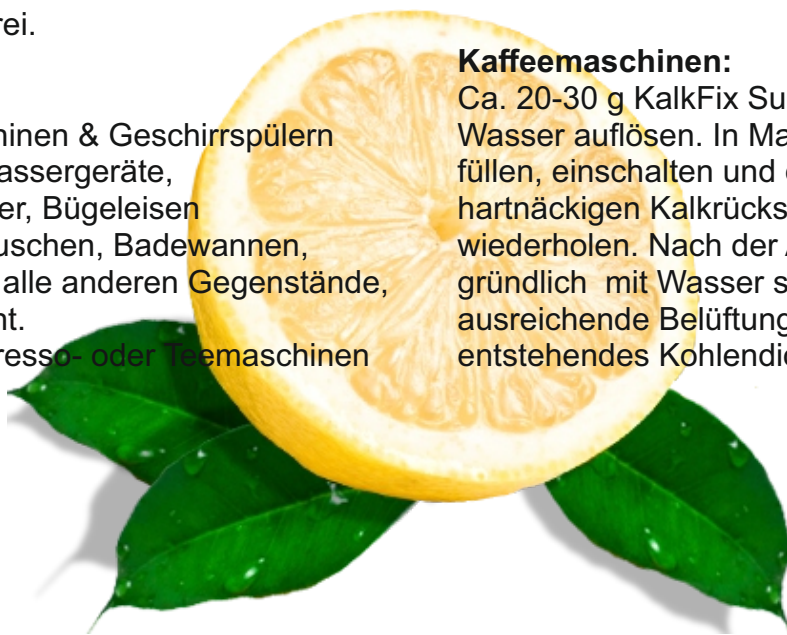 rei.
hinen & Geschirrspülern
assergeräte,
er, Bügeleisen
uschen, Badewannen,
alle anderen Gegenstände,
nt.
resso- oder Teemaschinen
Kaffeemaschinen:
Ca. 20-30 g KalkFix Su
Wasser auflösen. In Ma
füllen, einschalten und
hartnäckigen Kalkrücks
wiederholen. Nach der
gründlich mit Wasser s
ausreichende Belüftung
entstehendes Kohlendio